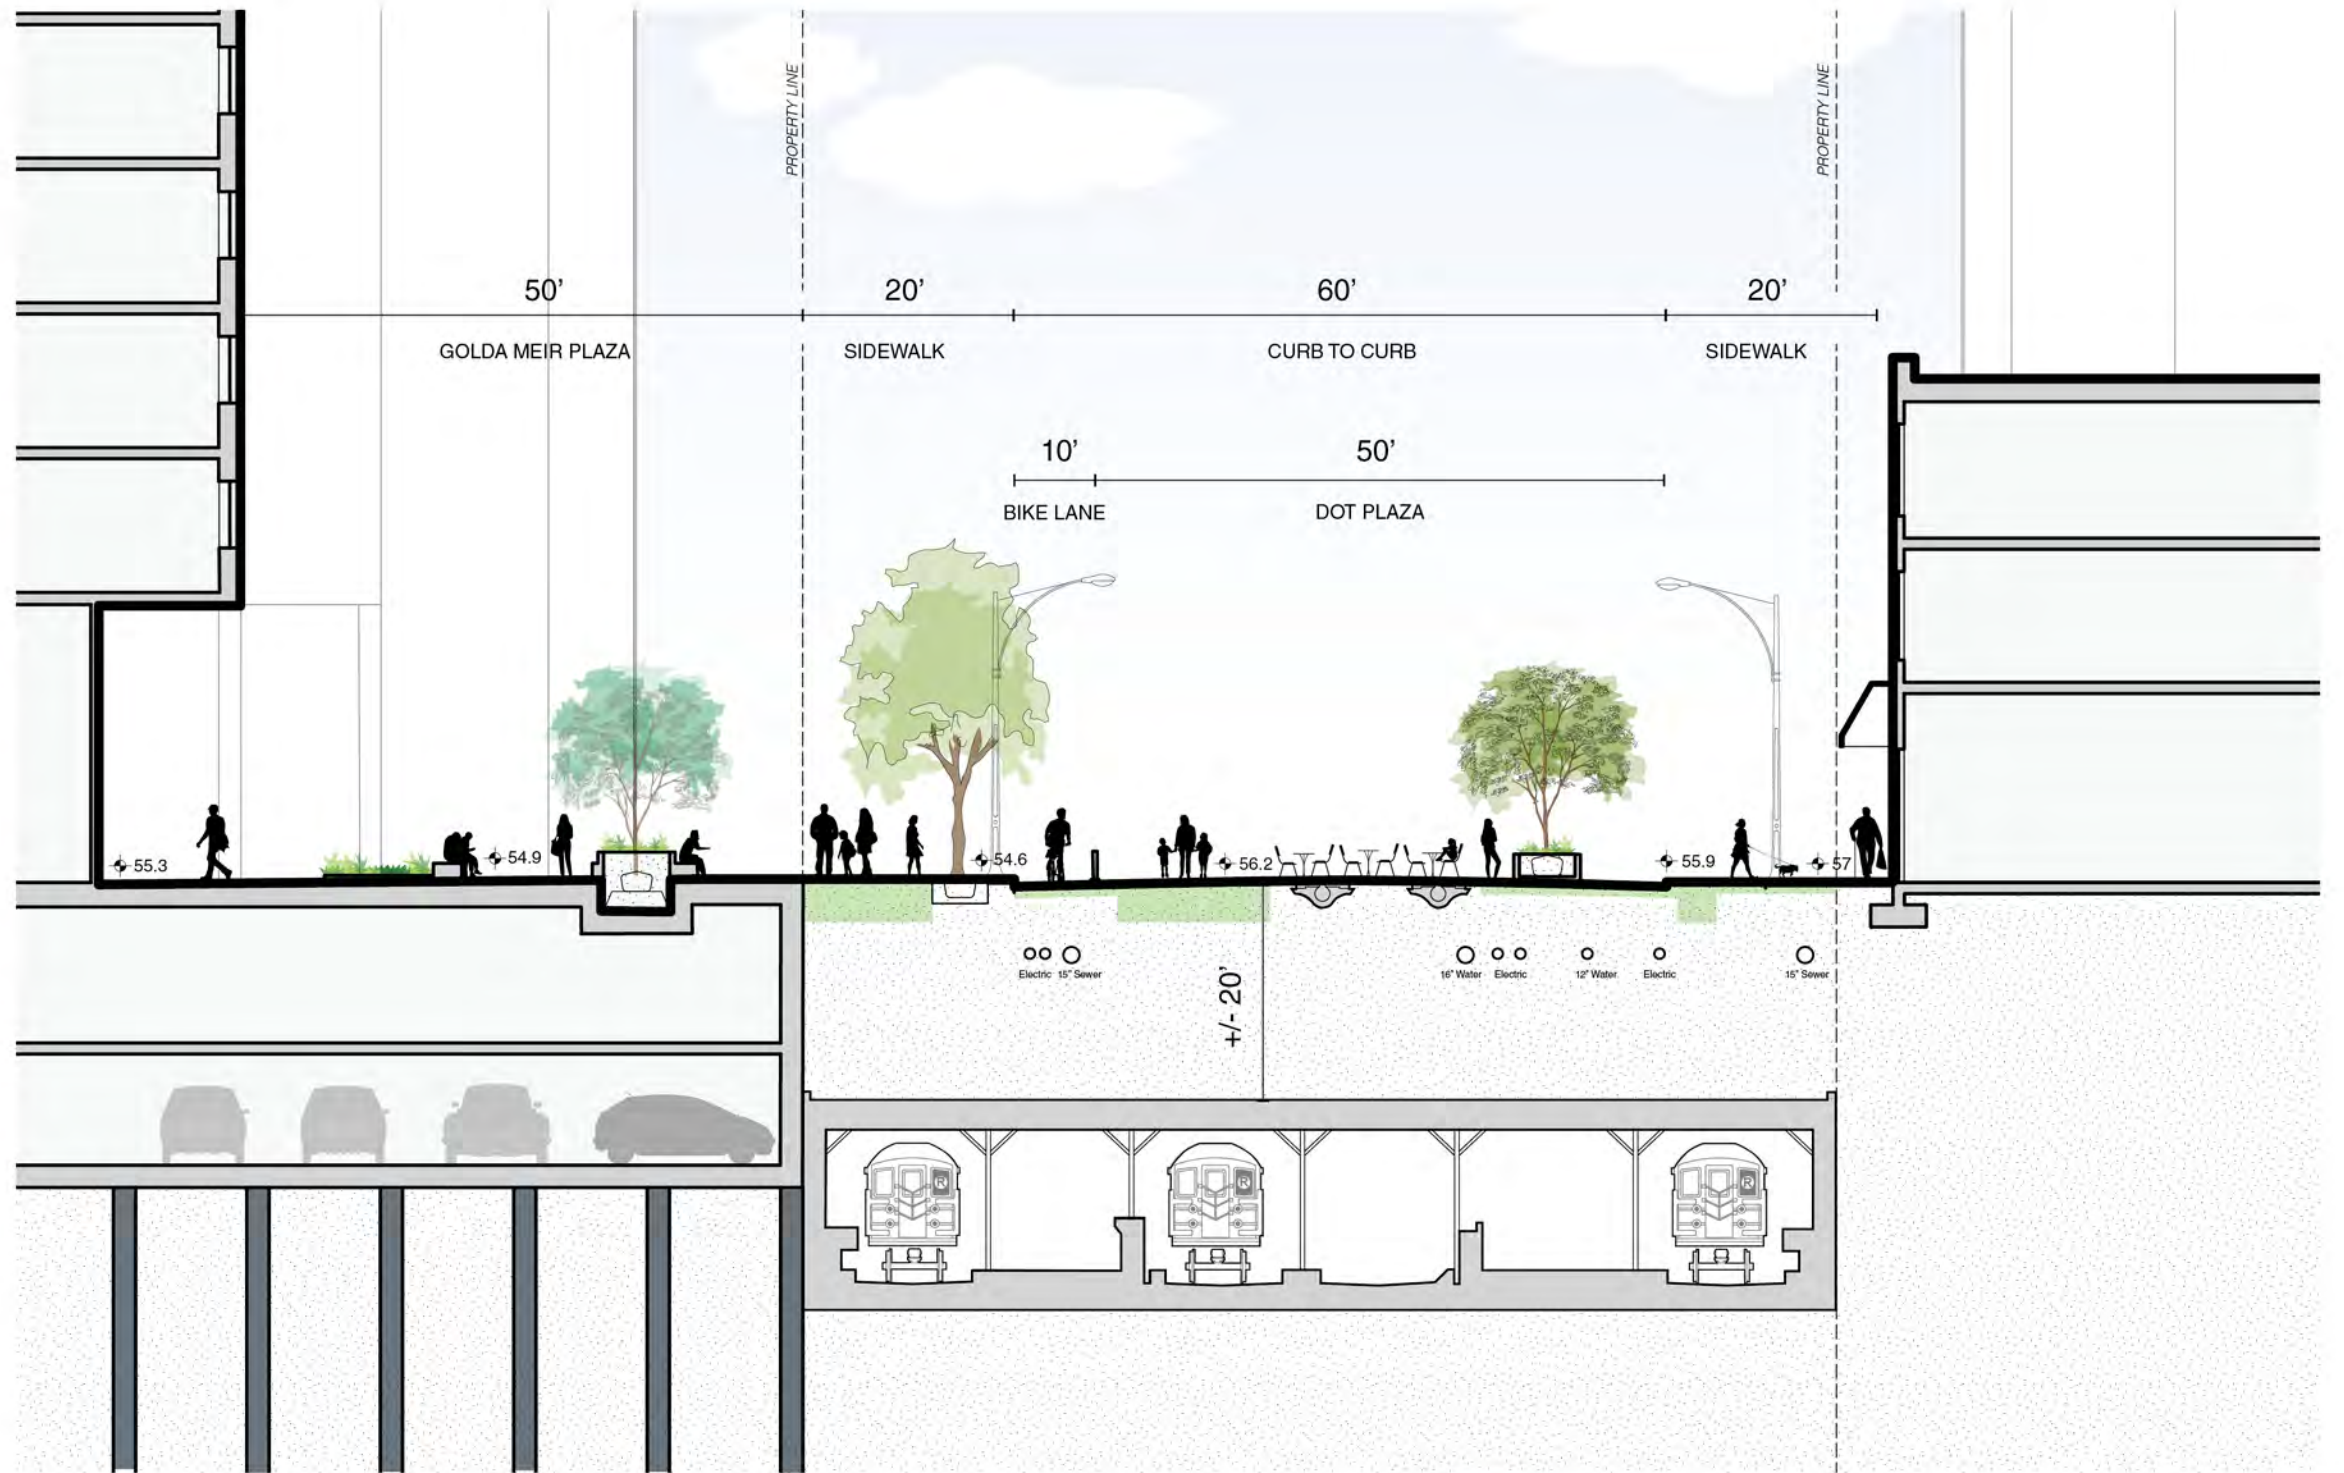 PROPERTY LINE
PROPERTY LINE
50’ 20’ 60’ 20’
GOLDA MEIR PLAZA SIDEWALK CURB TO CURB SIDEWALK
10’ 50’
BIKE LANE DOT PLAZA
55.3 54.9 54.6 56.2 55.9 57
Electric 15" Sewer 16" Water Electric 12" Water Electric 15" Sewer
+/- 20’
R R R